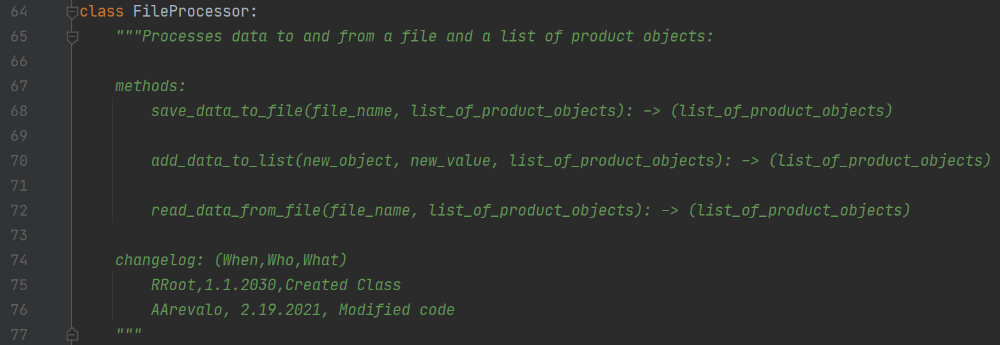 64 class FileProcessor:
65     """Processes data to and from a file and a list of product objects:
66
67     methods:
68         save_data_to_file(file_name, list_of_product_objects): -> (list_of_product_objects)
69
70         add_data_to_list(new_object, new_value, list_of_product_objects): -> (list_of_product_objects)
71
72         read_data_from_file(file_name, list_of_product_objects): -> (list_of_product_objects)
73
74     changelog: (When,Who,What)
75         RRoot,1.1.2030,Created Class
76         AArevalo, 2.19.2021, Modified code
77     """